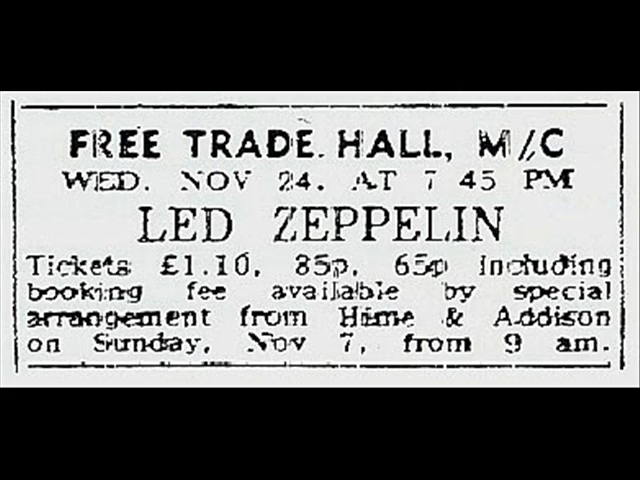 FREE TRADE HALL, M/C
WED. NOV 24. AT 7 45 PM
LED ZEPPELIN
Tickets £1.10, 85p, 65p including
booking fee available by special
arrangement from Hime & Addison
on Sunday, Nov 7, from 9 am.